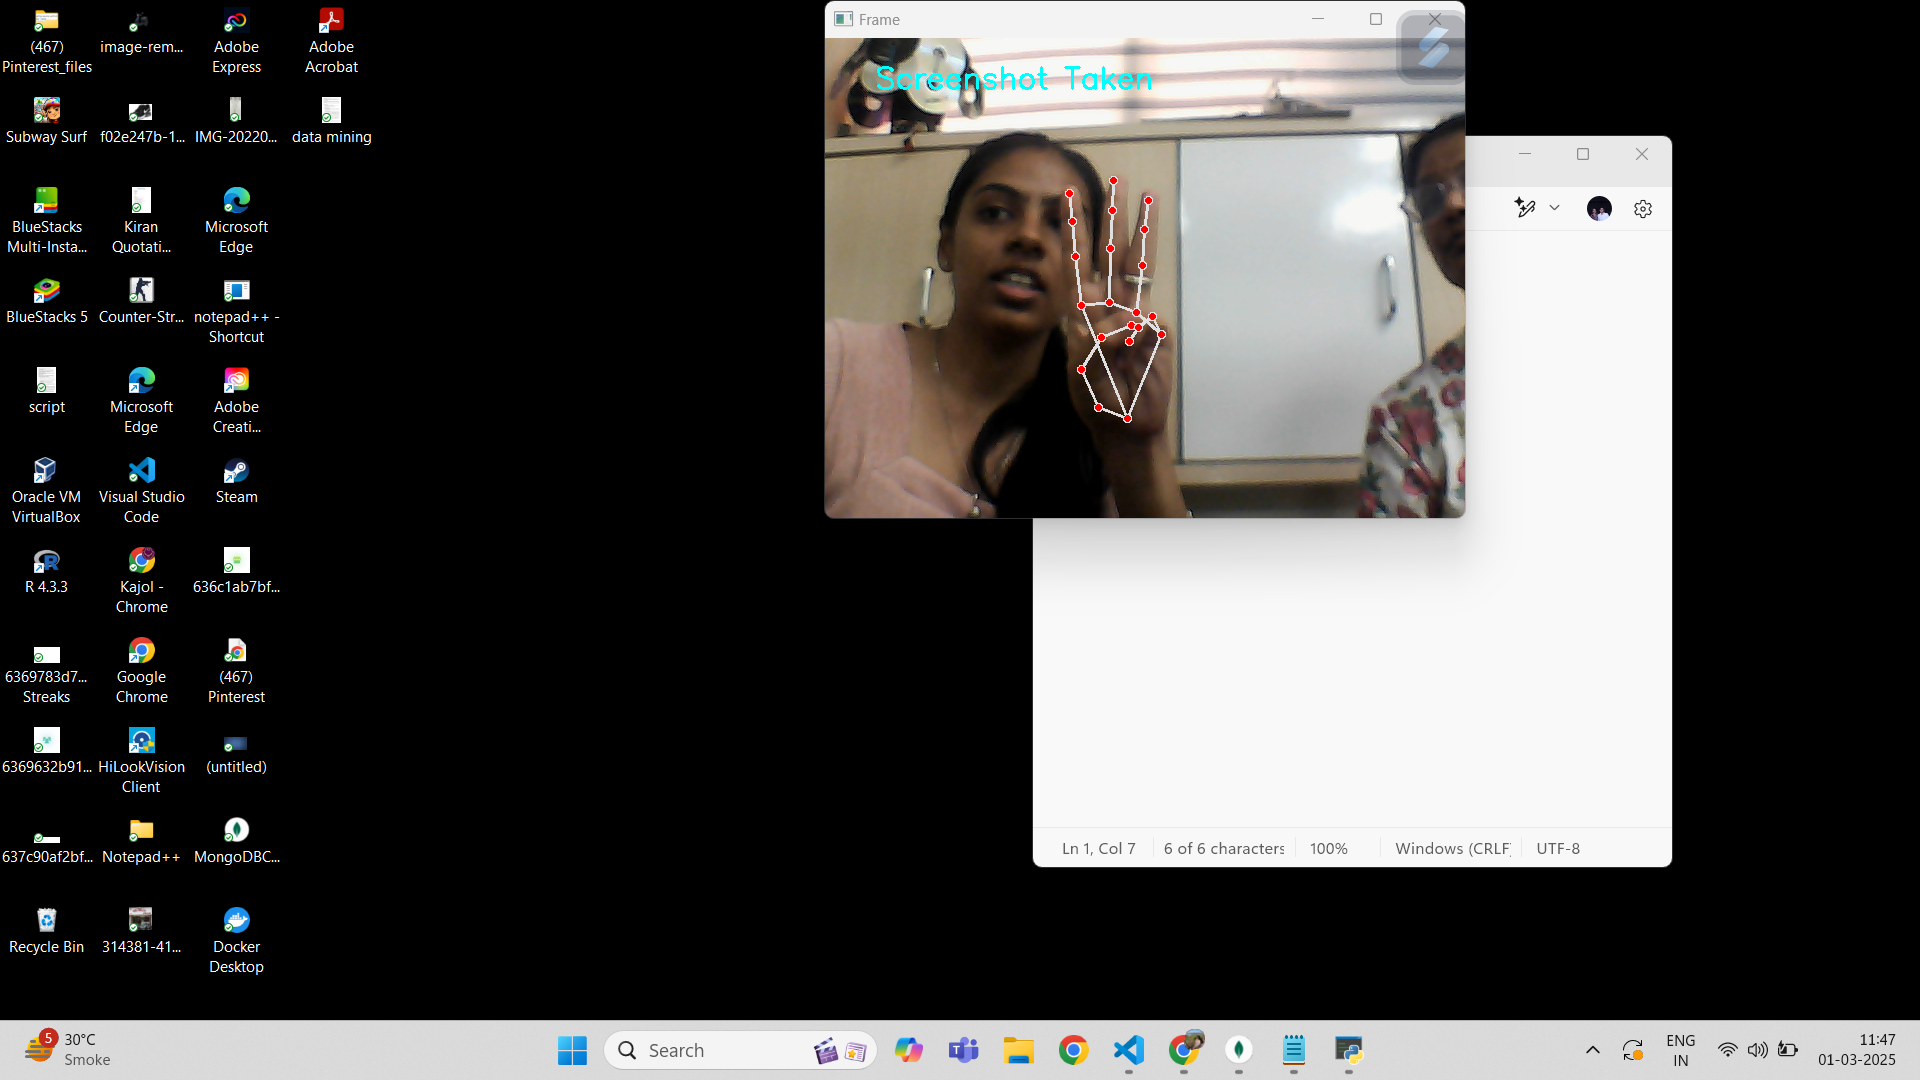 (467)
Pinterest_files
image-rem...
Adobe
Express
Adobe
Acrobat
Subway Surf
f02e247b-1...
IMG-20220...
data mining
BlueStacks
Multi-Insta...
Kiran
Quotati...
Microsoft
Edge
BlueStacks 5
Counter-Str...
notepad++ -
Shortcut
script
Microsoft
Edge
Adobe
Creati...
Oracle VM
VirtualBox
Visual Studio
Code
Steam
R 4.3.3
Kajol -
Chrome
636c1ab7bf...
6369783d7...
Streaks
Google
Chrome
(467)
Pinterest
6369632b91...
HiLookVision
Client
(untitled)
637c90af2bf...
Notepad++
MongoDBC...
Recycle Bin
314381-41...
Docker
Desktop
Frame
Screenshot Taken
Ln 1, Col 7
6 of 6 characters
100%
Windows (CRLF)
UTF-8
5
30°C
Smoke
Search
ENG
IN
11:47
01-03-2025